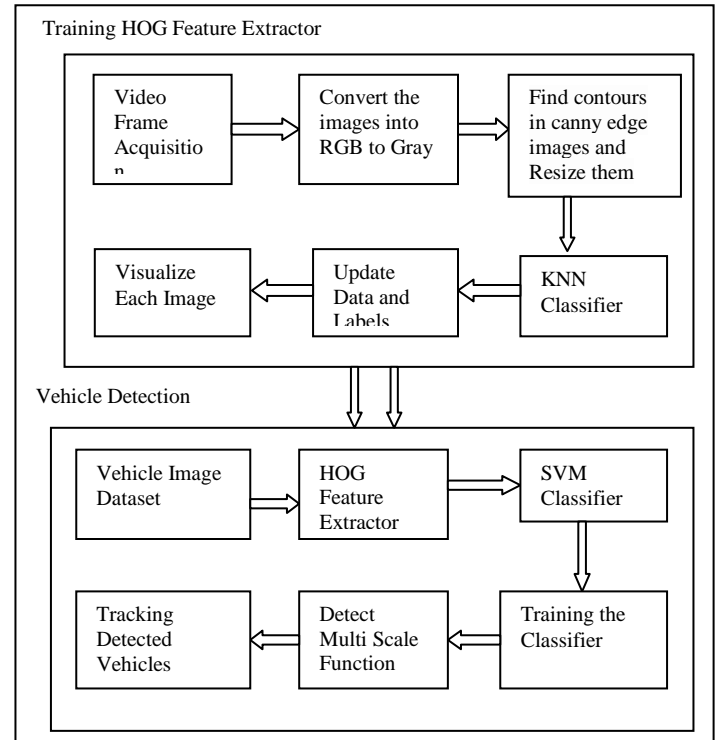 Training HOG Feature Extractor
Video
Frame
Acquisitio
n
Convert the
images into
RGB to Gray
Find contours
in canny edge
images and
Resize them
Visualize
Each Image
Update
Data and
Labels
KNN
Classifier
Vehicle Detection
Vehicle Image
Dataset
HOG
Feature
Extractor
SVM
Classifier
Tracking
Detected
Vehicles
Detect
Multi Scale
Function
Training the
Classifier